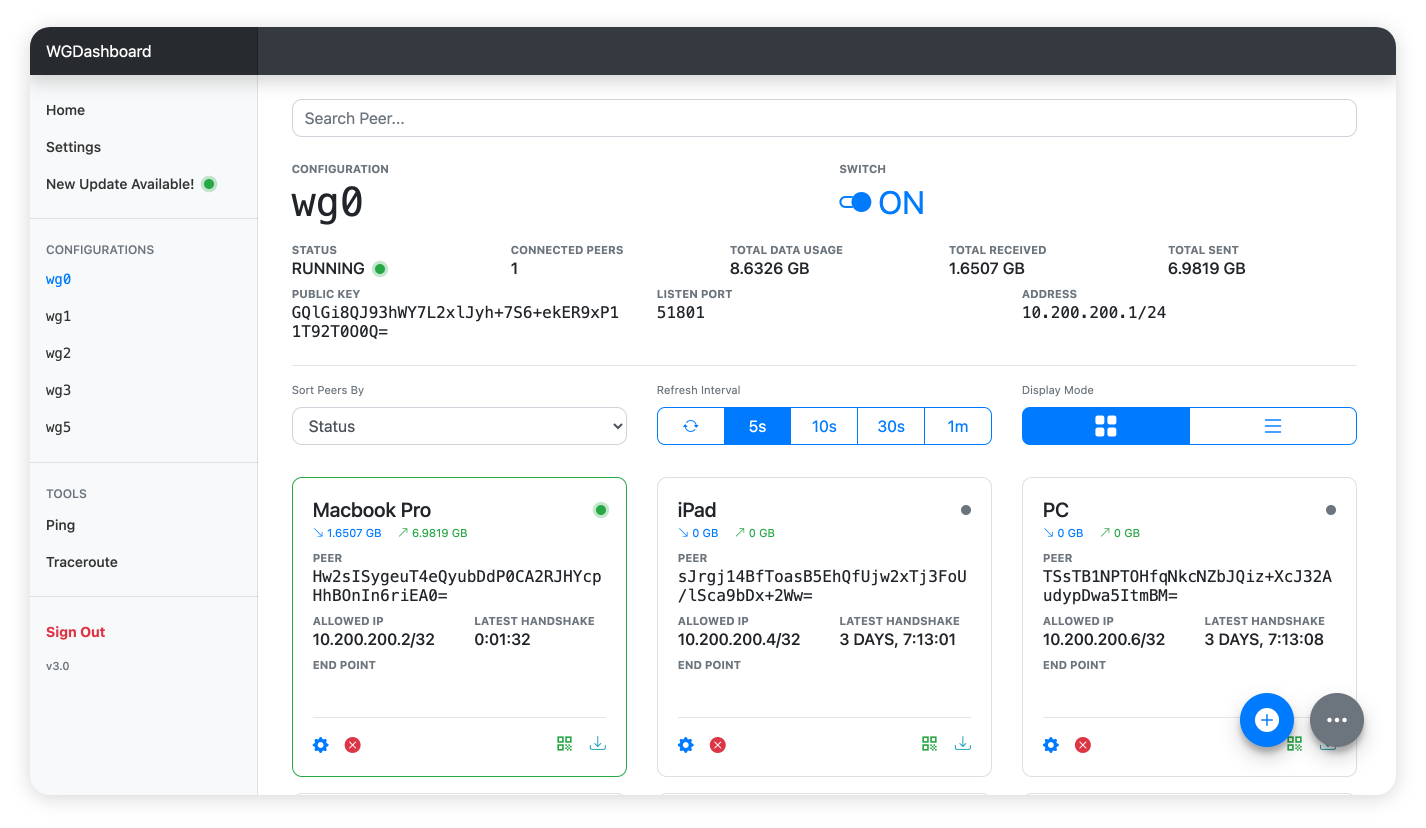 WGDashboard
Home
Settings
New Update Available!
CONFIGURATIONS
wg0
wg1
wg2
wg3
wg5
TOOLS
Ping
Traceroute
Sign Out
v3.0
Search Peer...
CONFIGURATION
wg0
SWITCH
ON
STATUS
RUNNING
CONNECTED PEERS
1
TOTAL DATA USAGE
8.6326 GB
TOTAL RECEIVED
1.6507 GB
TOTAL SENT
6.9819 GB
PUBLIC KEY
GQlGi8QJ93hWY7L2xlJyh+7S6+ekER9xP1
1T92T0O0Q=
LISTEN PORT
51801
ADDRESS
10.200.200.1/24
Sort Peers By
Status
Refresh Interval
5s
10s
30s
1m
Display Mode
Macbook Pro
1.6507 GB 6.9819 GB
PEER
Hw2sISygeuT4eQyubDdP0CA2RJHYcp
HhBOnIn6riEA0=
ALLOWED IP
10.200.200.2/32
LATEST HANDSHAKE
0:01:32
END POINT
iPad
0 GB 0 GB
PEER
sJrgj14BfToasB5EhQfUjw2xTj3FoU
/lSca9bDx+2Ww=
ALLOWED IP
10.200.200.4/32
LATEST HANDSHAKE
3 DAYS, 7:13:01
END POINT
PC
0 GB 0 GB
PEER
TSsTB1NPTOHfqNkcNZbJQiz+XcJ32A
udypDwa5ItmBM=
ALLOWED IP
10.200.200.6/32
LATEST HANDSHAKE
3 DAYS, 7:13:08
END POINT